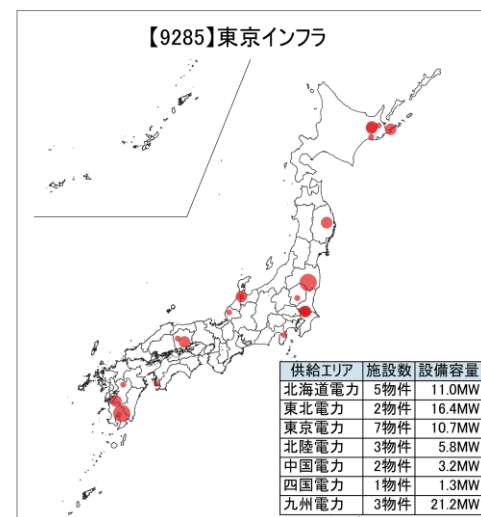 【9285】東京インフラ
供給エリア 施設数 設備容量
北海道電力 5物件 11.0MW
東北電力 2物件 16.4MW
東京電力 7物件 10.7MW
北陸電力 3物件 5.8MW
中国電力 2物件 3.2MW
四国電力 1物件 1.3MW
九州電力 3物件 21.2MW